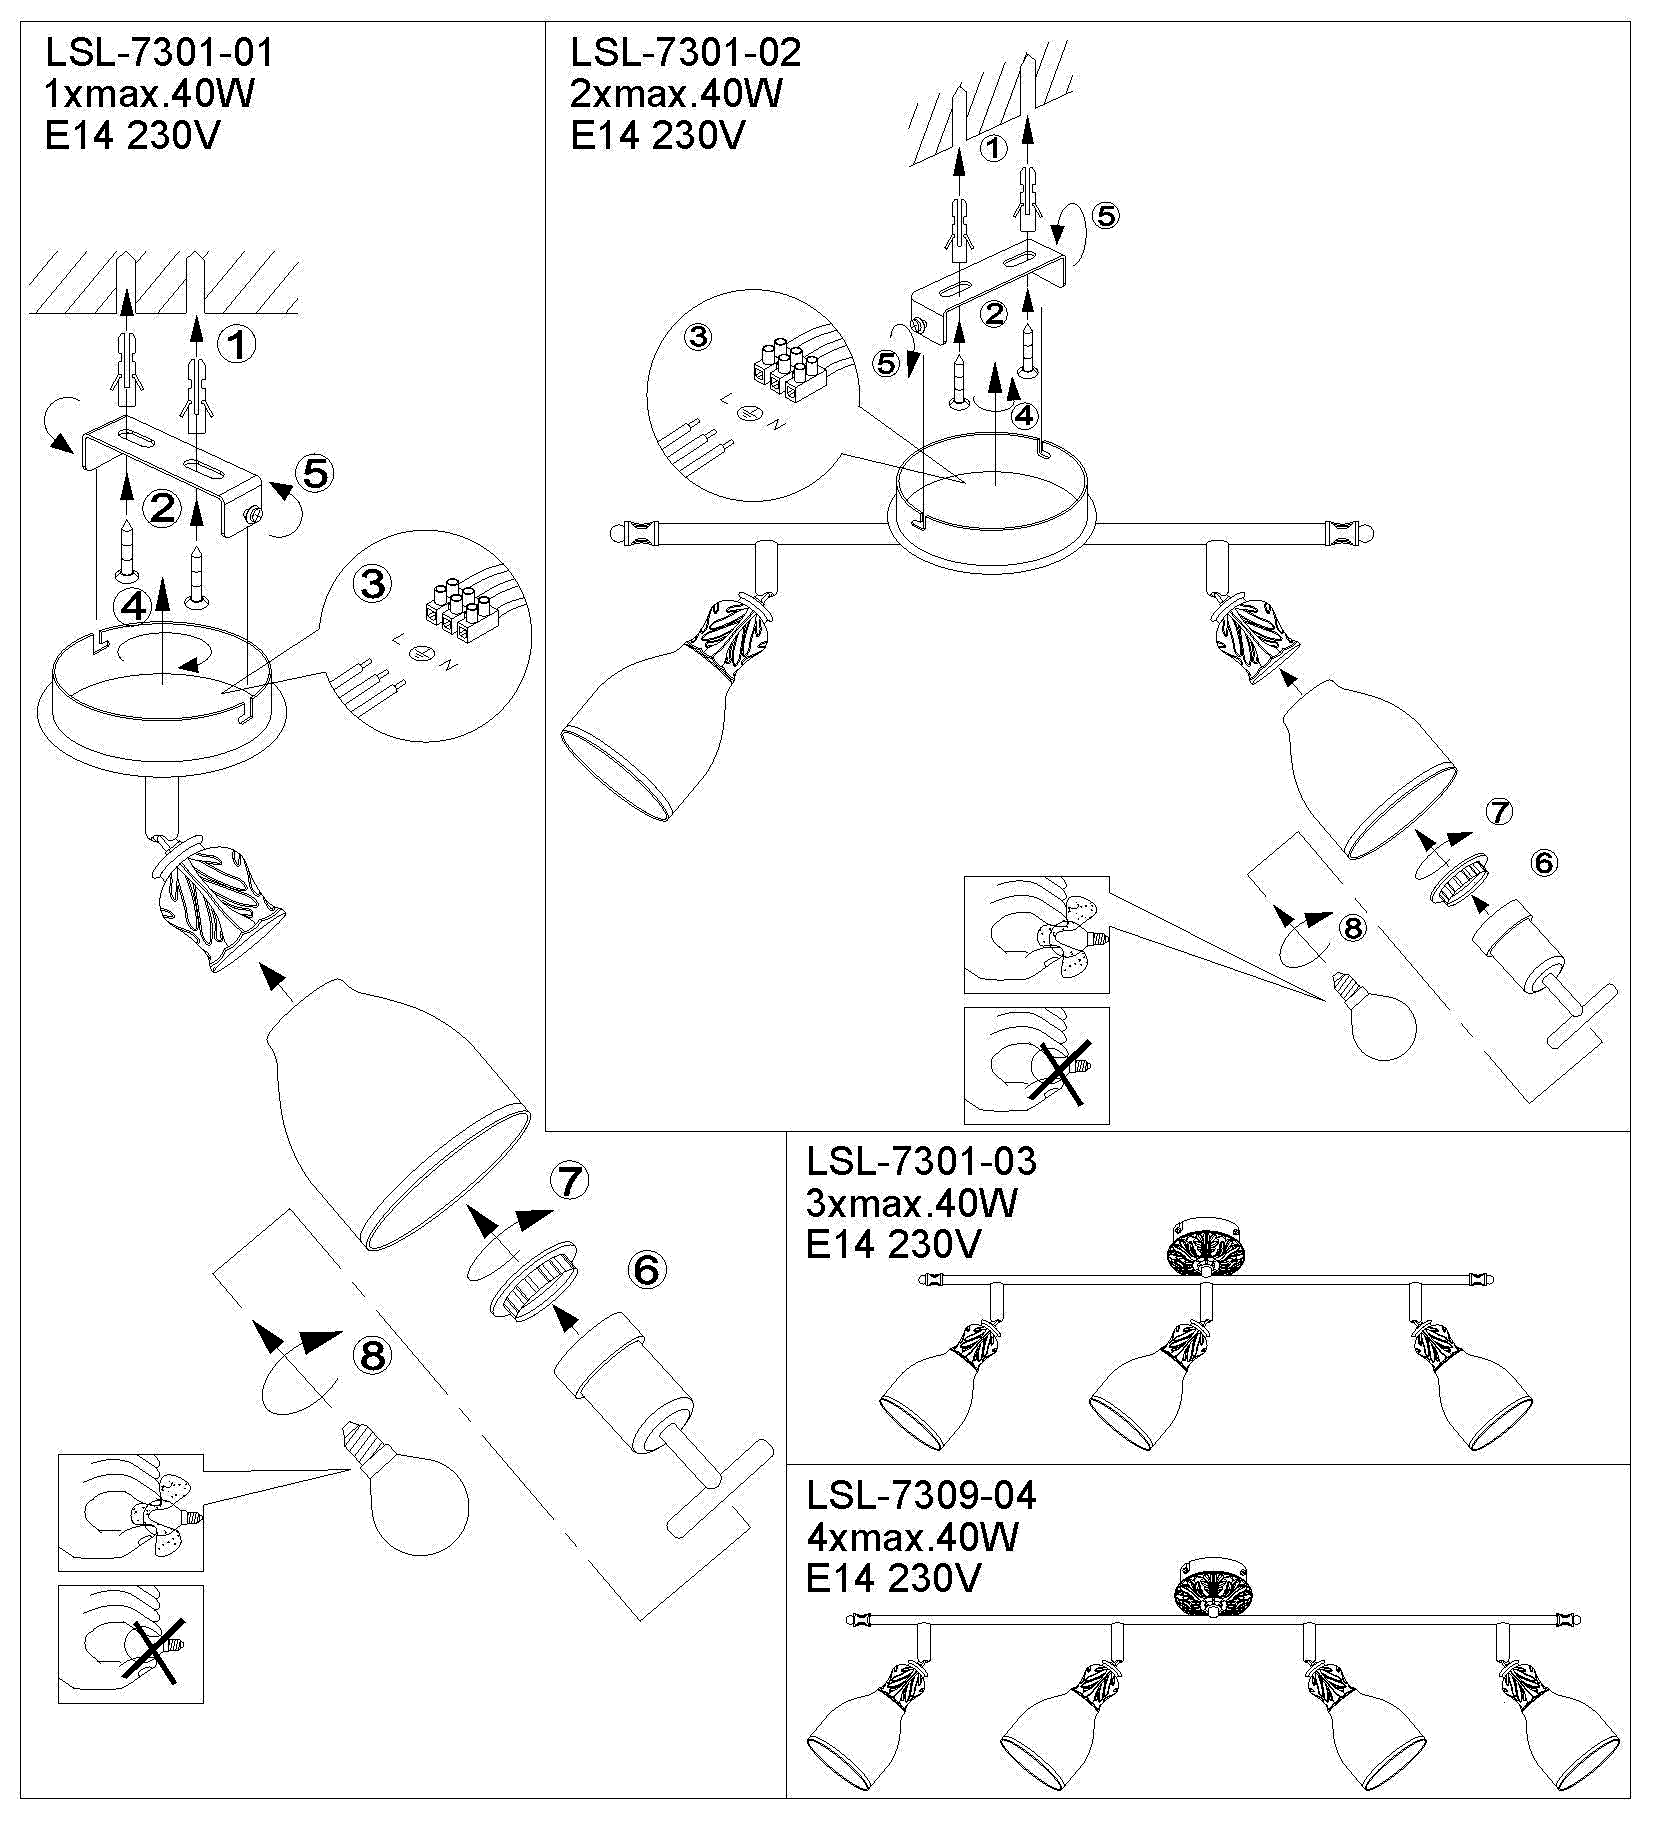 LSL-7301-01
1xmax.40W
E14 230V
1
5
2
3
4
L
N
7
6
8
LSL-7301-02
2xmax.40W
E14 230V
1
5
2
3
5
4
L
N
7
6
8
LSL-7301-03
3xmax.40W
E14 230V
LSL-7309-04
4xmax.40W
E14 230V